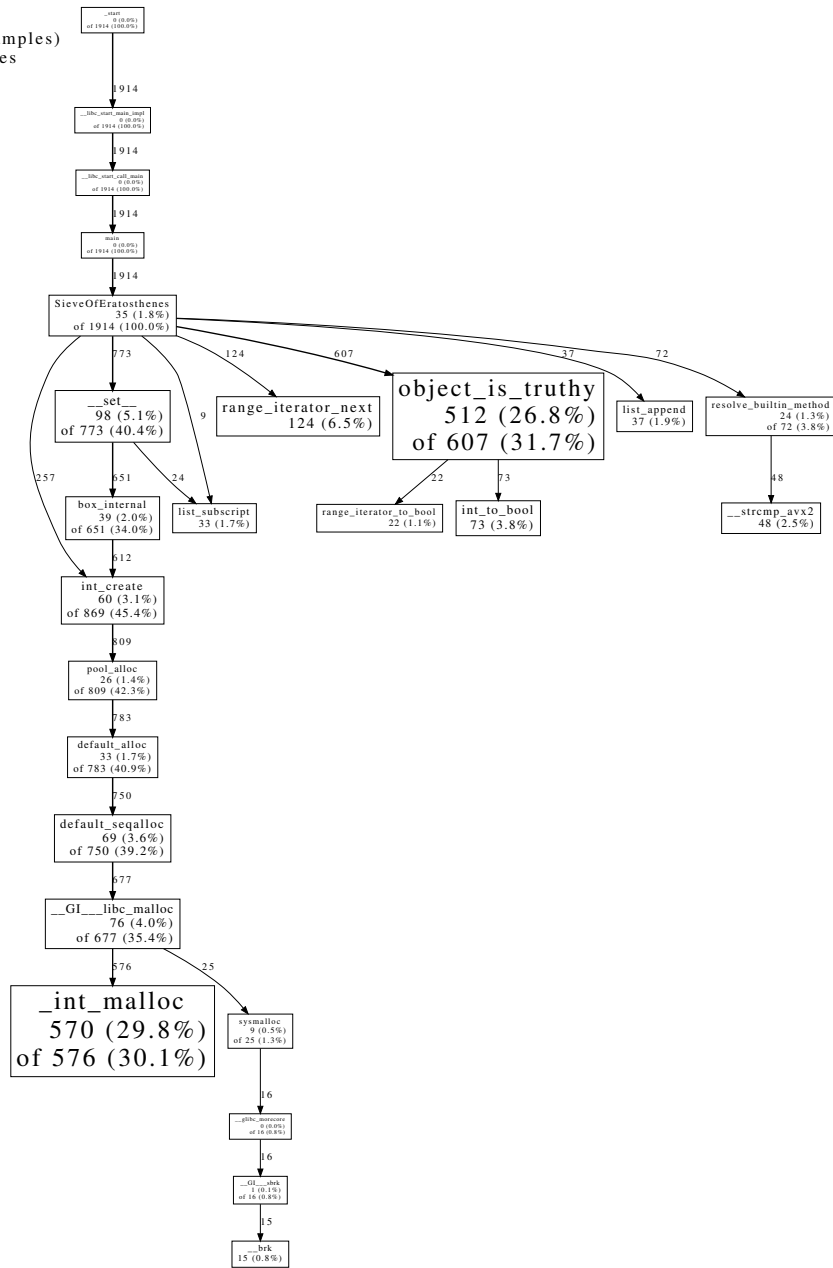 _start
0 (0.0%)
of 1914 (100.0%)
mples)
es
1914
__libc_start_main_impl
0 (0.0%)
of 1914 (100.0%)
1914
__libc_start_call_main
0 (0.0%)
of 1914 (100.0%)
1914
main
0 (0.0%)
of 1914 (100.0%)
1914
SieveOfEratosthenes
35 (1.8%)
of 1914 (100.0%)
773
124
607
37
72
__set__
98 (5.1%)
of 773 (40.4%)
9
range_iterator_next
124 (6.5%)
object_is_truthy
512 (26.8%)
of 607 (31.7%)
list_append
37 (1.9%)
resolve_builtin_method
24 (1.3%)
of 72 (3.8%)
257
651
24
22
73
48
box_internal
39 (2.0%)
of 651 (34.0%)
list_subscript
33 (1.7%)
range_iterator_to_bool
22 (1.1%)
int_to_bool
73 (3.8%)
__strcmp_avx2
48 (2.5%)
612
int_create
60 (3.1%)
of 869 (45.4%)
809
pool_alloc
26 (1.4%)
of 809 (42.3%)
783
default_alloc
33 (1.7%)
of 783 (40.9%)
750
default_seqalloc
69 (3.6%)
of 750 (39.2%)
677
__GI___libc_malloc
76 (4.0%)
of 677 (35.4%)
576
25
_int_malloc
570 (29.8%)
of 576 (30.1%)
sysmalloc
9 (0.5%)
of 25 (1.3%)
16
__glibc_morecore
0 (0.0%)
of 16 (0.8%)
16
__GI___sbrk
1 (0.1%)
of 16 (0.8%)
15
__brk
15 (0.8%)